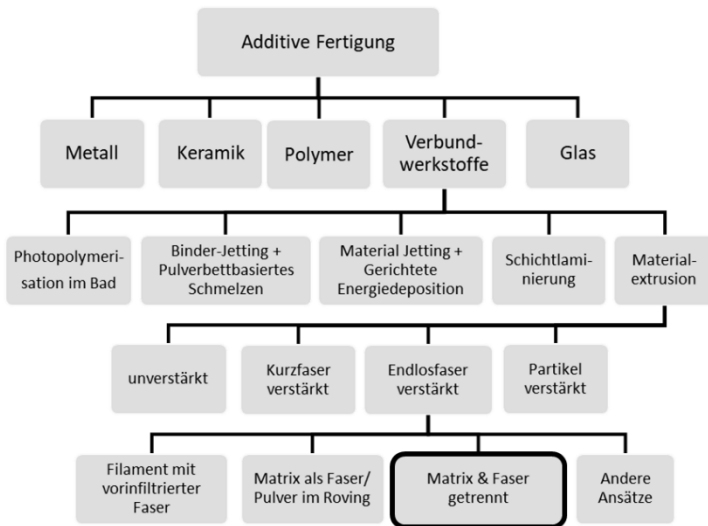 Additive Fertigung
Metall
Keramik
Polymer
Verbund-
werkstoffe
Glas
Photopolymeri-
sation im Bad
Binder-Jetting +
Pulverbettbasiertes
Schmelzen
Material Jetting +
Gerichtete
Energiedeposition
Schichtlami-
nierung
Material-
extrusion
unverstärkt
Kurzfaser
verstärkt
Endlosfaser
verstärkt
Partikel
verstärkt
Filament mit
vorinfiltrierter
Faser
Matrix als Faser/
Pulver im Roving
Matrix & Faser
getrennt
Andere
Ansätze